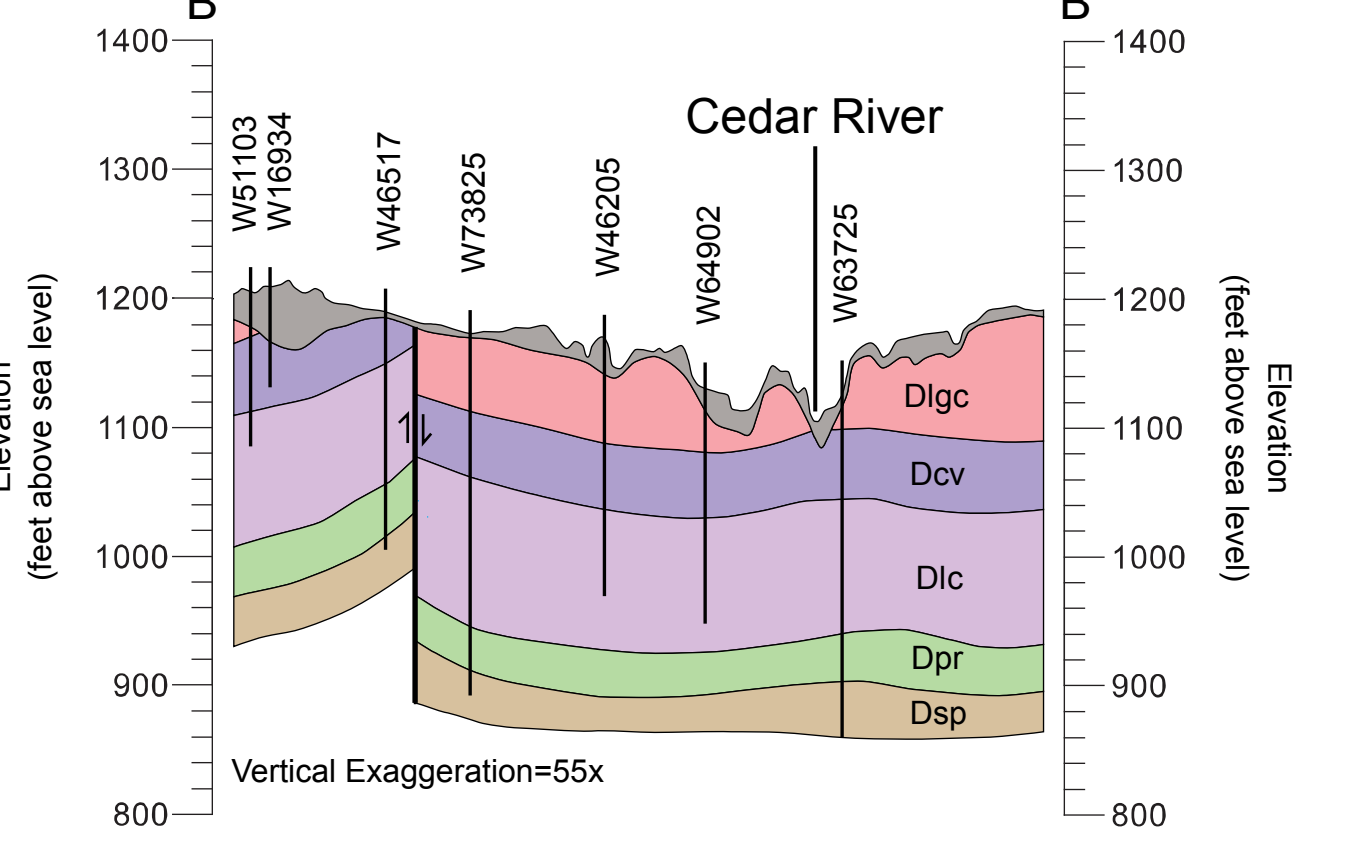 B
B
1400
1300
1200
1100
1000
900
800
(feet above sea level)
W51103
W16934
W46517
W73825
W46205
W64902
Cedar River
W63725
Dlgc
Dcv
Dlc
Dpr
Dsp
Vertical Exaggeration=55x
1400
1300
1200
1100
1000
900
800
Elevation
(feet above sea level)